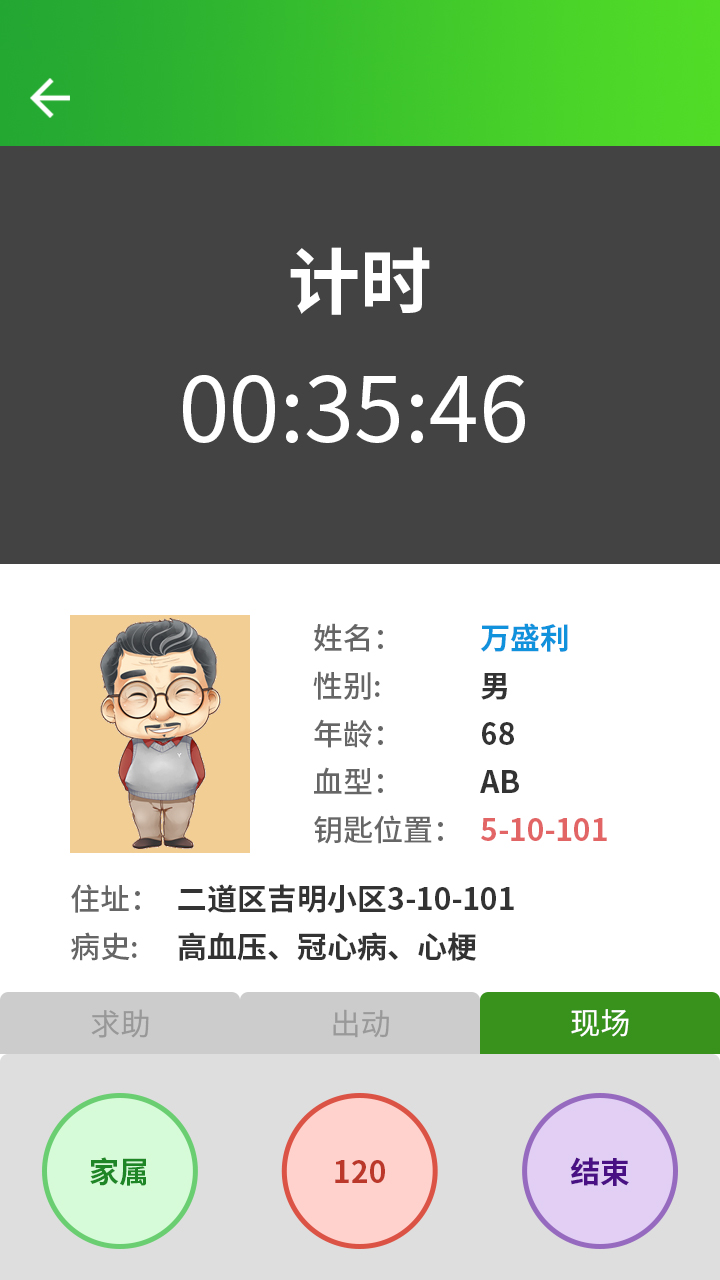 计时
00:35:46
姓名： 万盛利
性别： 男
年龄： 68
血型： AB
钥匙位置： 5-10-101
住址： 二道区吉明小区3-10-101
病史： 高血压、冠心病、心梗
求助 出动 现场
家属 120 结束